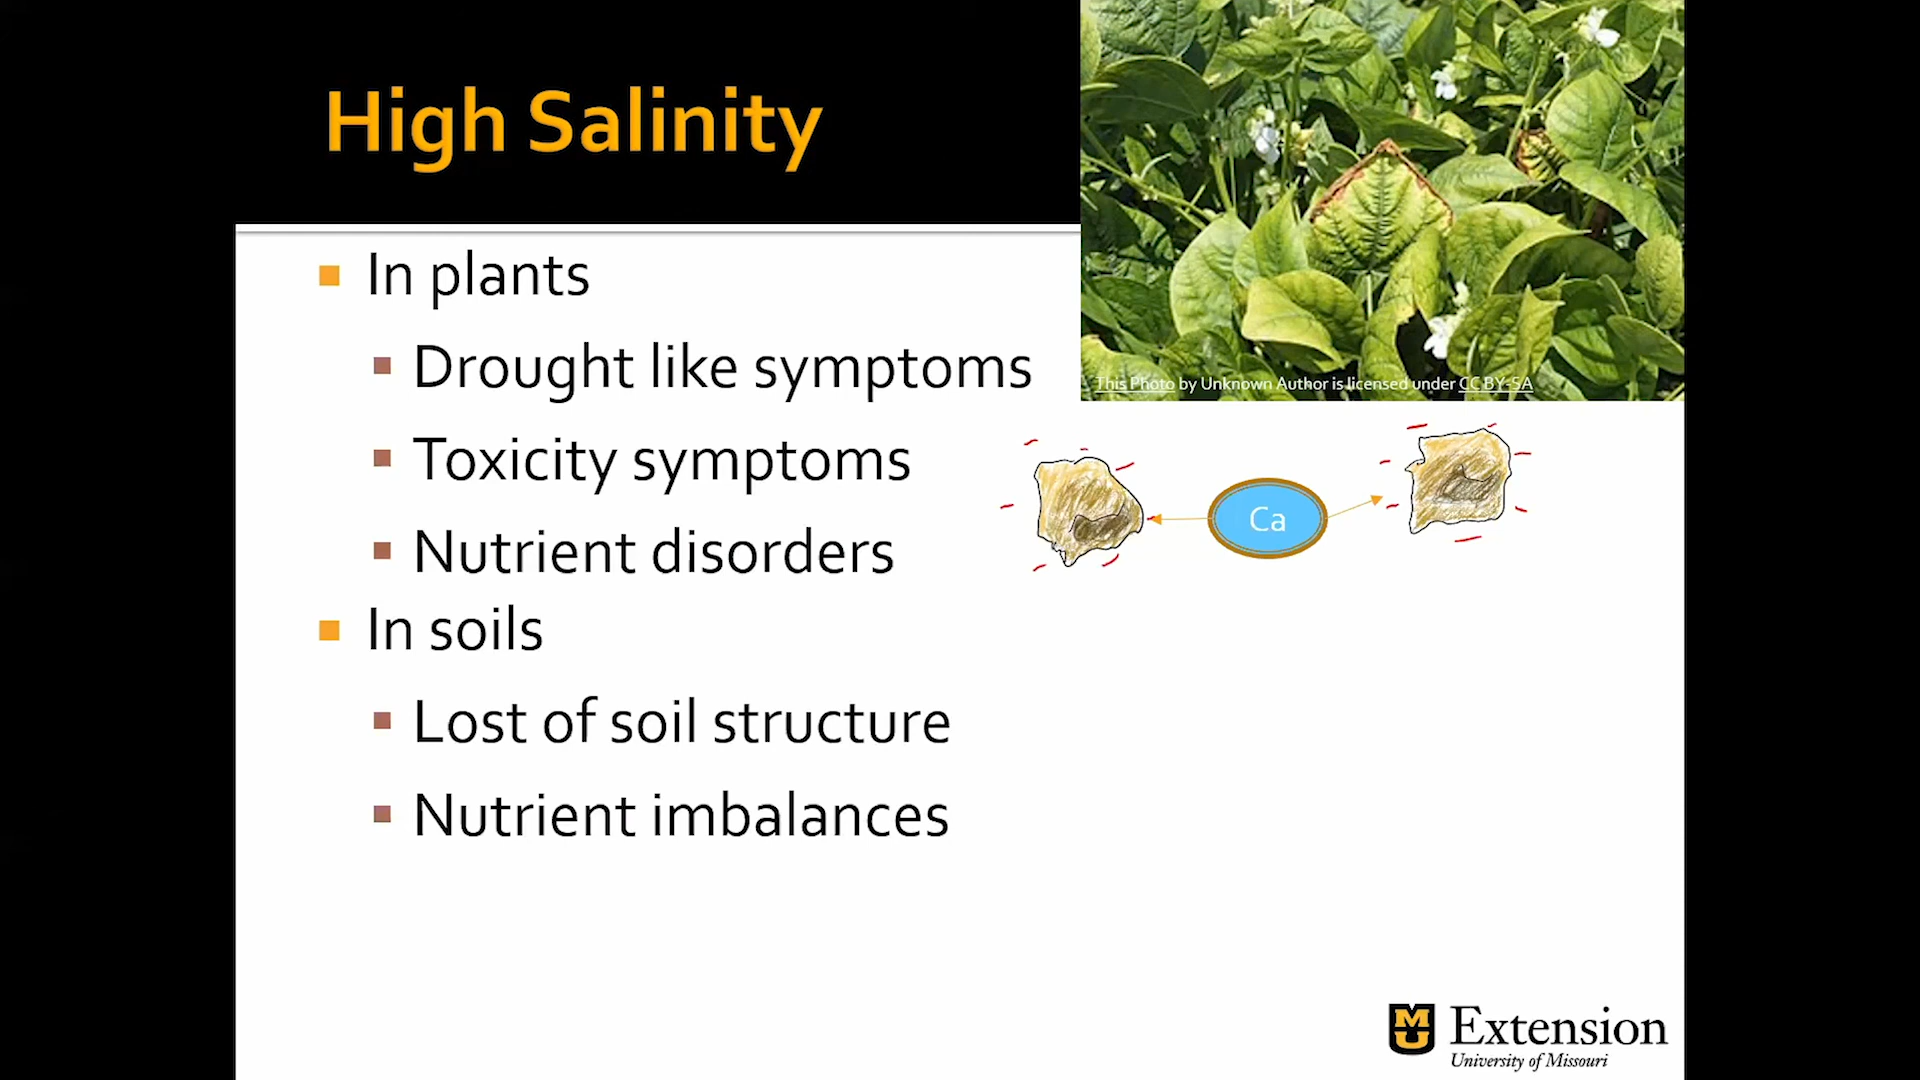 High Salinity
In plants
Drought like symptoms
Toxicity symptoms
Nutrient disorders
In soils
Lost of soil structure
Nutrient imbalances
This Photo by Unknown Author is licensed under CC BY-SA
Ca
MU
Extension
University of Missouri